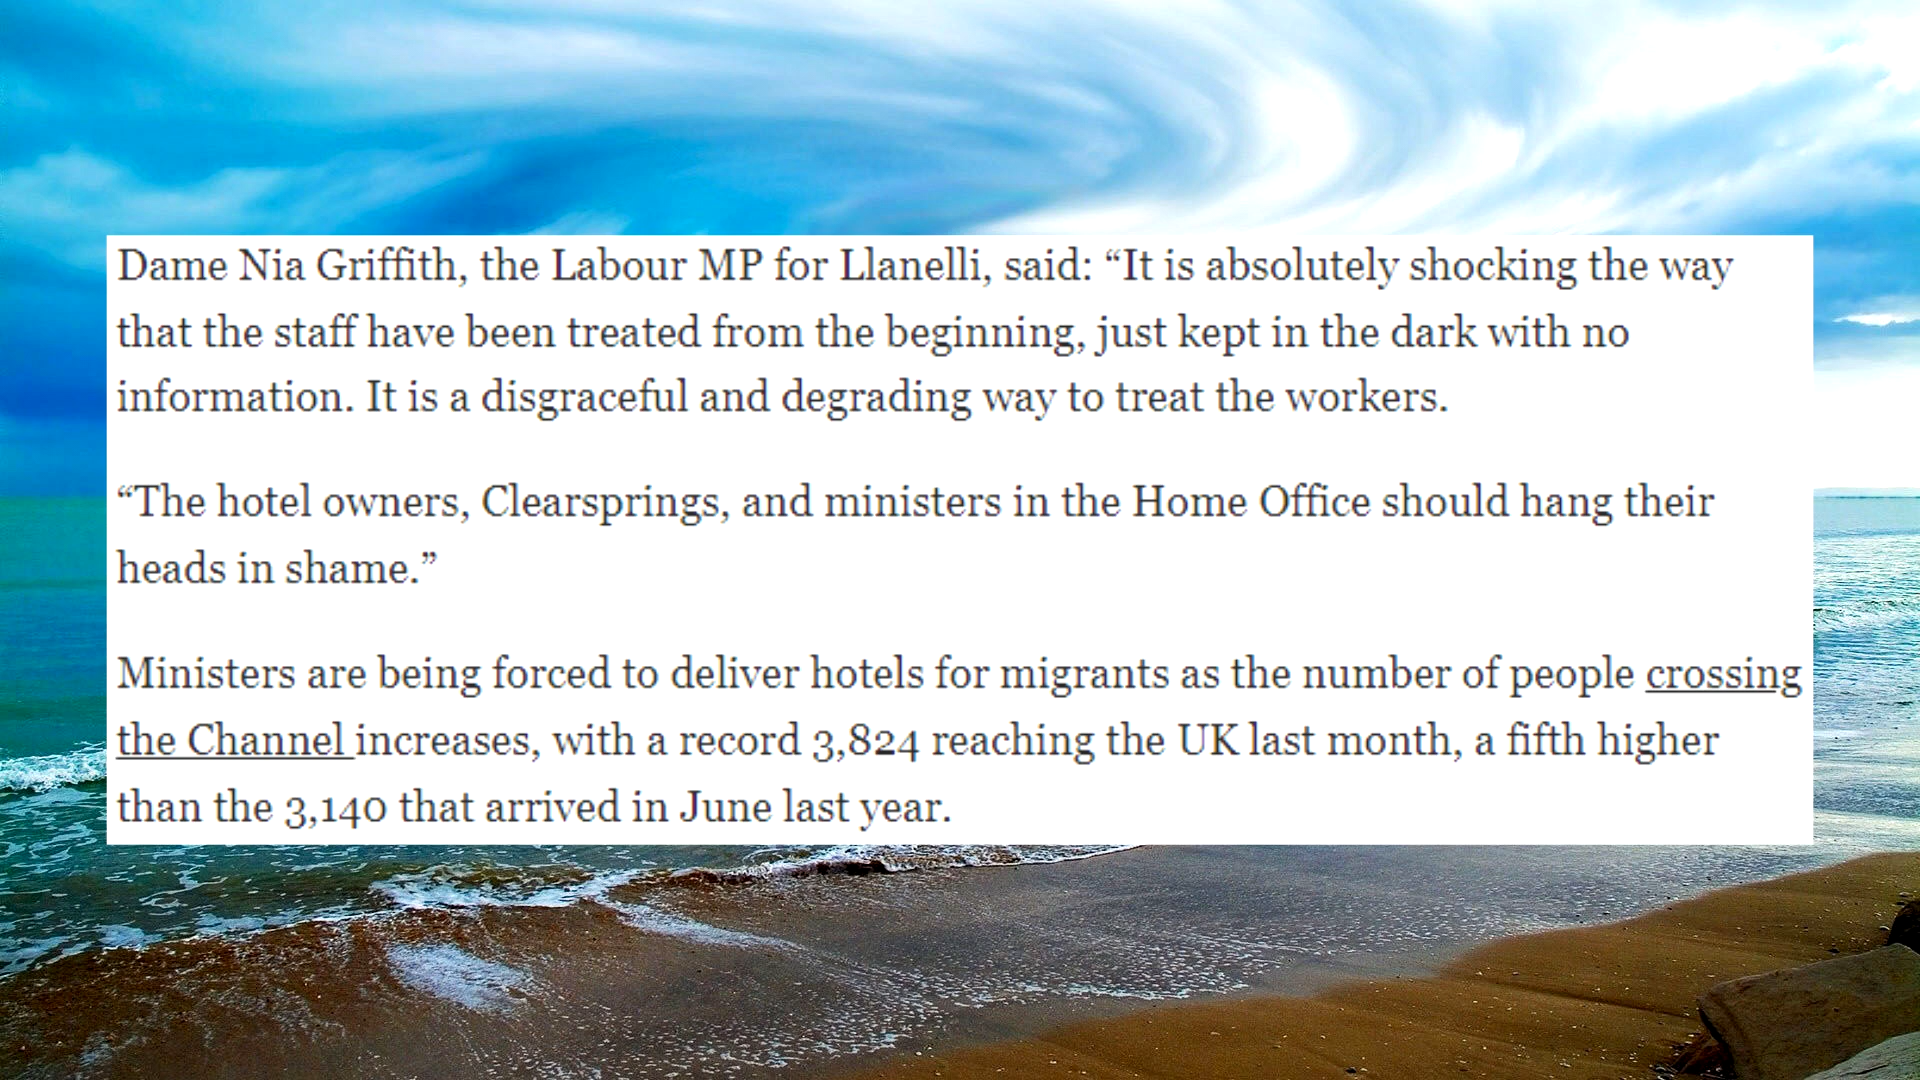 Dame Nia Griffith, the Labour MP for Llanelli, said: “It is absolutely shocking the way
that the staff have been treated from the beginning, just kept in the dark with no
information. It is a disgraceful and degrading way to treat the workers.
“The hotel owners, Clearsprings, and ministers in the Home Office should hang their
heads in shame.”
Ministers are being forced to deliver hotels for migrants as the number of people crossing
the Channel increases, with a record 3,824 reaching the UK last month, a fifth higher
than the 3,140 that arrived in June last year.